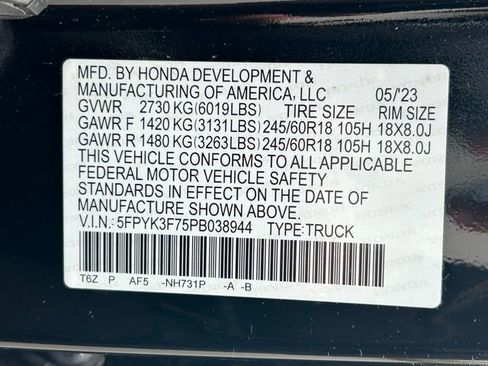 MFD. BY HONDA DEVELOPMENT &
MANUFACTURING OF AMERICA, LLC 05/'23
GVWR 2730 KG(6019LBS) TIRE SIZE RIM SIZE
GAWR F 1420 KG(3131LBS) 245/60R18 105H 18X8.0J
GAWR R 1480 KG(3263LBS) 245/60R18 105H 18X8.0J
THIS VEHICLE CONFORMS TO ALL APPLICABLE
FEDERAL MOTOR VEHICLE SAFETY
STANDARDS IN EFFECT ON THE DATE OF
MANUFACTURE SHOWN ABOVE.
V.I.N.: 5FPYK3F75PB038944 TYPE: TRUCK
T6Z P AF5 -NH731P -A -B